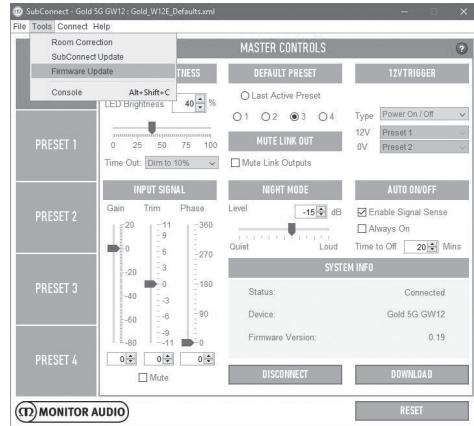 SubConnect - Gold 5G GW12 : Gold_W12E_Defaults.xml
File Tools Connect Help
Room Correction
SubConnect Update
Firmware Update
Console Alt+Shift+C
MASTER CONTROLS
?
TNESS
LED Brightness 40 %
0 25 50 75 100
Time Out: Dim to 10%
DEFAULT PRESET
Last Active Preset
1 2 3 4
MUTE LINK OUT
Mute Link Outputs
12V TRIGGER
Type Power On / Off
12V Preset 1
0V Preset 2
PRESET 1
PRESET 2
PRESET 3
PRESET 4
INPUT SIGNAL
Gain Trim Phase
20 11 360
9
0 6 270
-20 3
0 180
-40 -3
-60 -6 90
-9
-80 -11 0
0 0 0
Mute
NIGHT MODE
Level -15 dB
Quiet Loud
AUTO ON/OFF
Enable Signal Sense
Always On
Time to Off 20 Mins
SYSTEM INFO
Status: Connected
Device: Gold 5G GW12
Firmware Version: 0.19
DISCONNECT
DOWNLOAD
MONITOR AUDIO
RESET